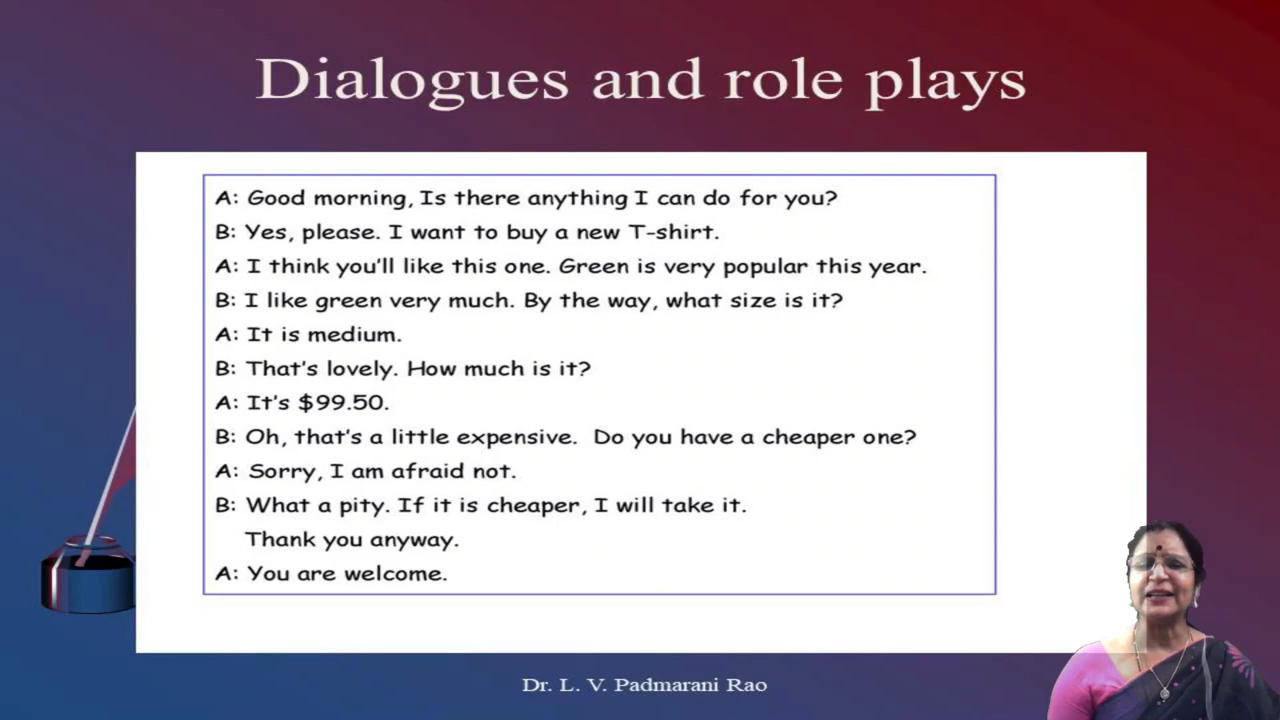 Dialogues and role plays
A: Good morning, Is there anything I can do for you?
B: Yes, please. I want to buy a new T-shirt.
A: I think you'll like this one. Green is very popular this year.
B: I like green very much. By the way, what size is it?
A: It is medium.
B: That's lovely. How much is it?
A: It's $99.50.
B: Oh, that's a little expensive. Do you have a cheaper one?
A: Sorry, I am afraid not.
B: What a pity. If it is cheaper, I will take it.
Thank you anyway.
A: You are welcome.
Dr. L. V. Padmarani Rao